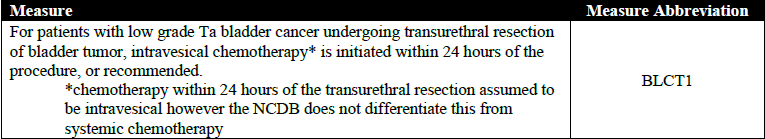 Measure Measure Abbreviation
For patients with low grade Ta bladder cancer undergoing transurethral resection
of bladder tumor, intravesical chemotherapy* is initiated within 24 hours of the
procedure, or recommended.
*chemotherapy within 24 hours of the transurethral resection assumed to
be intravesical however the NCDB does not differentiate this from
systemic chemotherapy
BLCT1